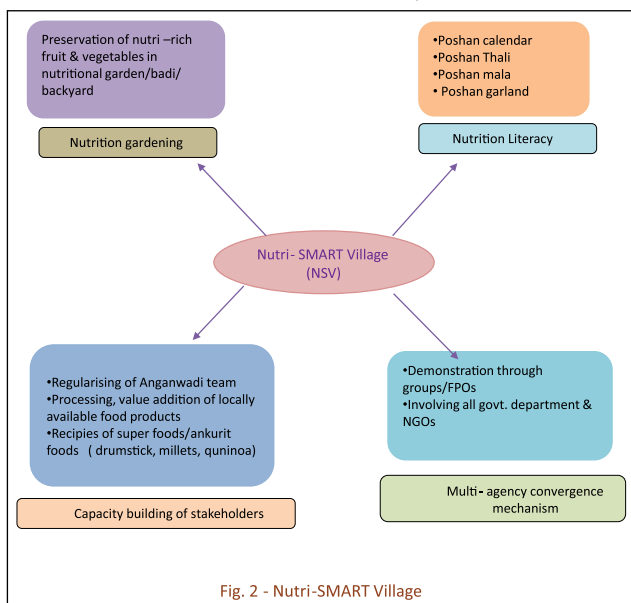 Preservation of nutri –rich
fruit & vegetables in
nutritional garden/badi/
backyard
Nutrition gardening
•Poshan calendar
•Poshan Thali
•Poshan mala
• Poshan garland
Nutrition Literacy
Nutri- SMART Village
(NSV)
•Regularising of Anganwadi team
•Processing, value addition of locally
available food products
•Recipies of super foods/ankurit
foods ( drumstick, millets, quninoa)
Capacity building of stakeholders
•Demonstration through
groups/FPOs
•Involving all govt. department &
NGOs
Multi- agency convergence
mechanism
Fig. 2 - Nutri-SMART Village